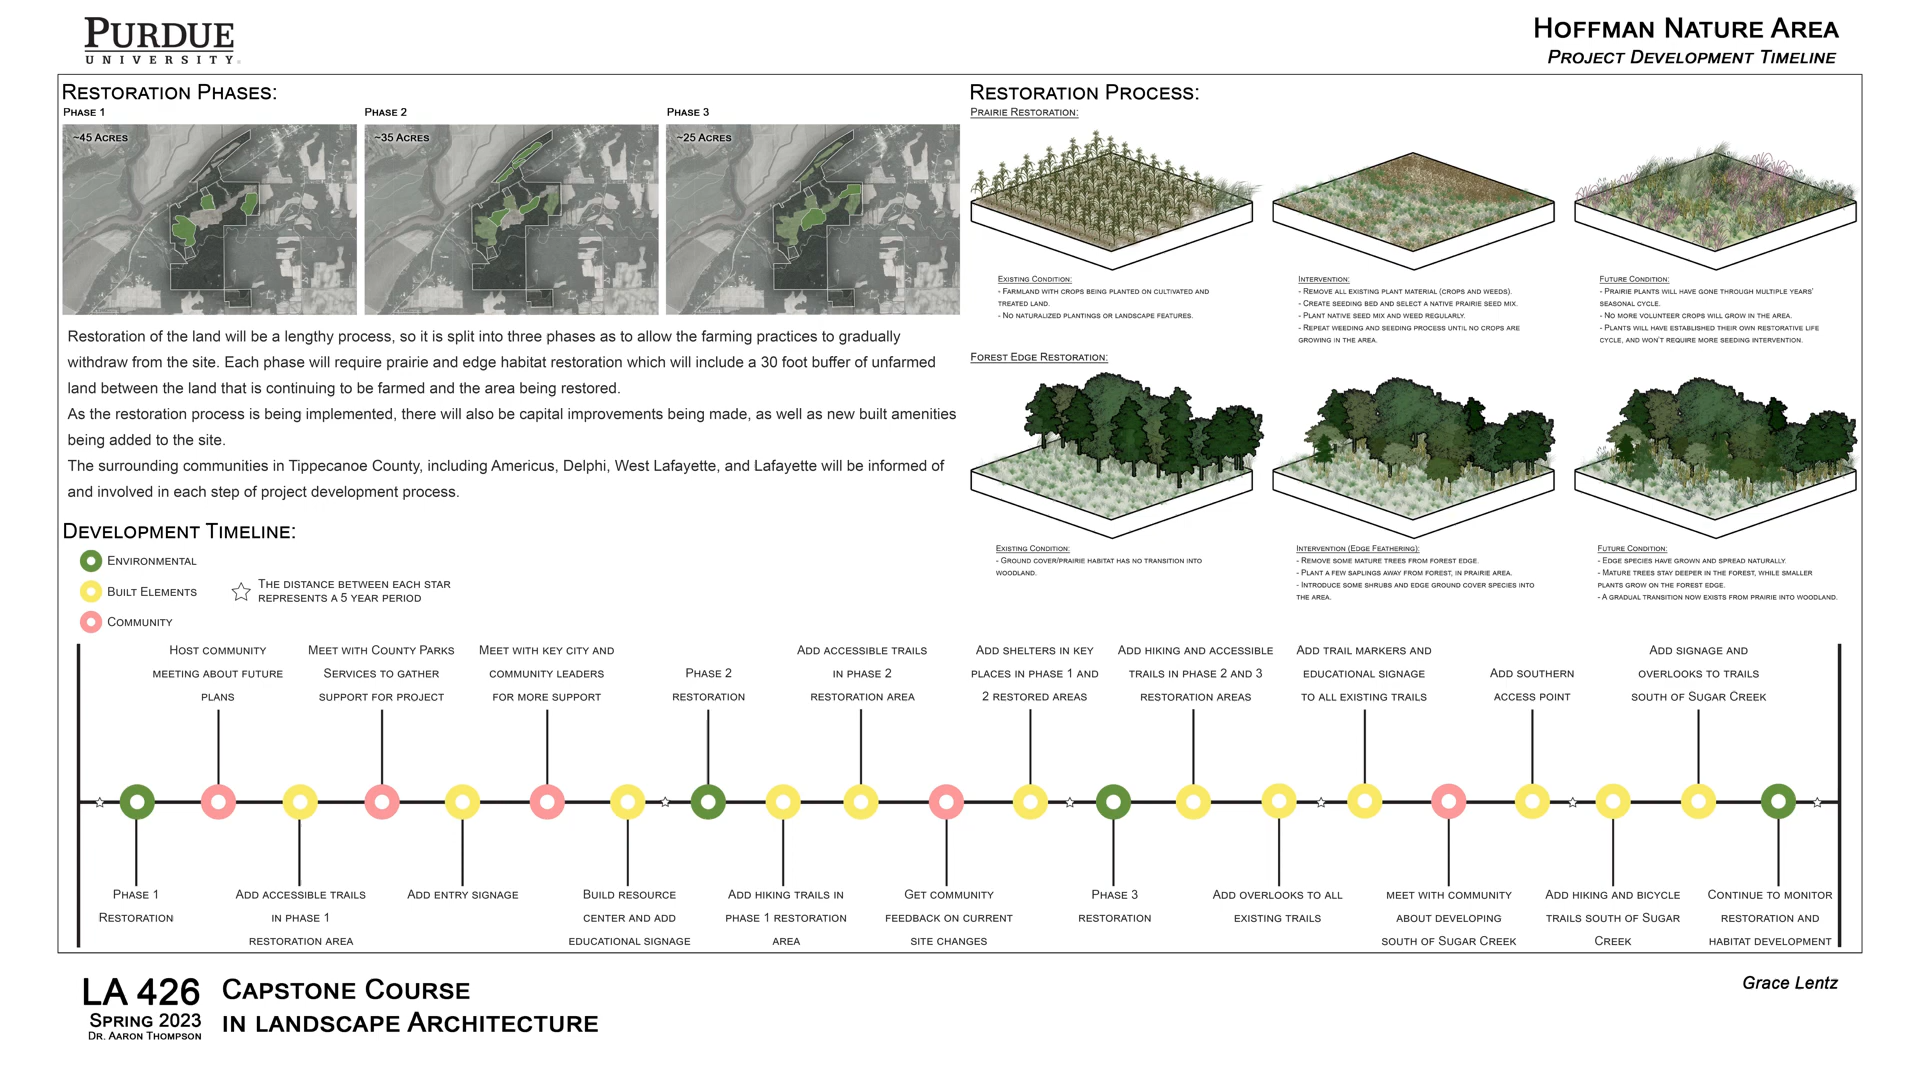 PURDUE
UNIVERSITY®
Hoffman Nature Area
Project Development Timeline
Restoration Phases:
Phase 1
Phase 2
Phase 3
~45 Acres
~35 Acres
~25 Acres
Restoration of the land will be a lengthy process, so it is split into three phases as to allow the farming practices to gradually
withdraw from the site. Each phase will require prairie and edge habitat restoration which will include a 30 foot buffer of unfarmed
land between the land that is continuing to be farmed and the area being restored.
As the restoration process is being implemented, there will also be capital improvements being made, as well as new built amenities
being added to the site.
The surrounding communities in Tippecanoe County, including Americus, Delphi, West Lafayette, and Lafayette will be informed of
and involved in each step of project development process.
Restoration Process:
Prairie Restoration:
Existing Condition:
- Farmland with crops being planted on cultivated and
treated land.
- No naturalized plantings or landscape features.
Intervention:
- Remove all existing plant material (crops and weeds).
- Create seeding bed and select a native prairie seed mix.
- Plant native seed mix and weed regularly.
- Repeat weeding and seeding process until no crops are
growing in the area.
Future Condition:
- Prairie plants will have gone through multiple years'
seasonal cycle.
- No more volunteer crops will grow in the area.
- Plants will have established their own restorative life
cycle, and won't require more seeding intervention.
Forest Edge Restoration:
Existing Condition:
- Ground cover/prairie habitat has no transition into
woodland.
Intervention (Edge Feathering):
- Remove some mature trees from forest edge.
- Plant a few saplings away from forest, in prairie area.
- Introduce some shrubs and edge ground cover species into
the area.
Future Condition:
- Edge species have grown and spread naturally.
- Mature trees stay deeper in the forest, while smaller
plants grow on the forest edge.
- A gradual transition now exists from prairie into woodland.
Development Timeline:
Environmental
Built Elements
Community
The distance between each star
represents a 5 year period
Host community
meeting about future
plans
Meet with County Parks
Services to gather
support for project
Meet with key city and
community leaders
for more support
Phase 2
restoration
Add accessible trails
in phase 2
restoration area
Add shelters in key
places in phase 1 and
2 restored areas
Add hiking and accessible
trails in phase 2 and 3
restoration areas
Add trail markers and
educational signage
to all existing trails
Add southern
access point
Add signage and
overlooks to trails
south of Sugar Creek
Phase 1
Restoration
Add accessible trails
in phase 1
restoration area
Add entry signage
Build resource
center and add
educational signage
Add hiking trails in
phase 1 restoration
area
Get community
feedback on current
site changes
Phase 3
restoration
Add overlooks to all
existing trails
meet with community
about developing
south of Sugar Creek
Add hiking and bicycle
trails south of Sugar
Creek
Continue to monitor
restoration and
habitat development
LA 426
Spring 2023
Dr. Aaron Thompson
Capstone Course
in landscape Architecture
Grace Lentz